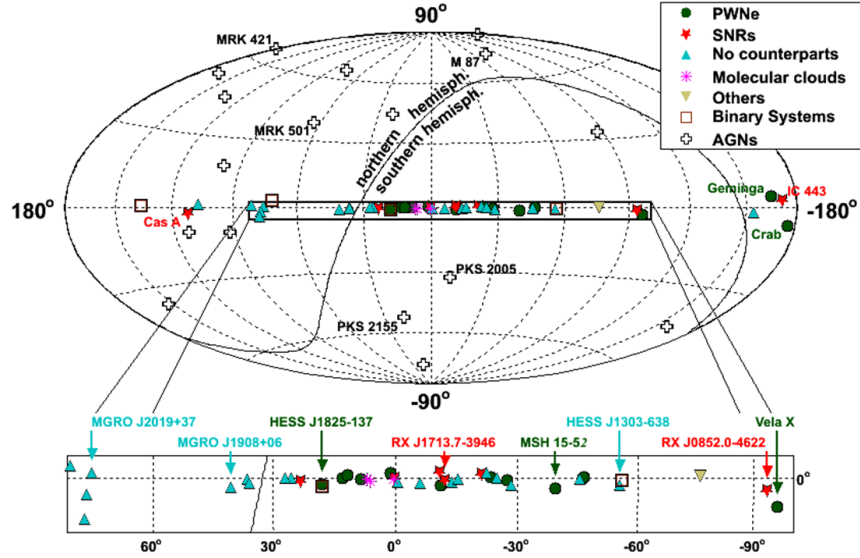 90°
PWNe
SNRs
No counterparts
Molecular clouds
Others
Binary Systems
AGNs
MRK 421
M 87
MRK 501
northern hemisph.
southern hemisph.
180°
-180°
Cas A
Geminga
IC 443
Crab
PKS 2005
PKS 2155
-90°
MGRO J2019+37
HESS J1825-137
HESS J1303-638
Vela X
MGRO J1908+06
RX J1713.7-3946
MSH 15-52
RX J0852.0-4622
0°
60°
30°
0°
-30°
-60°
-90°